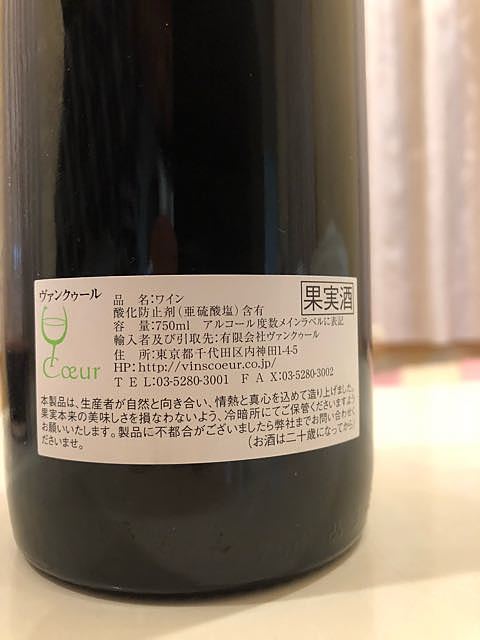 ヴァンクゥール
Cœur
果実酒
品　名:ワイン
酸化防止剤(亜硫酸塩)含有
容　量:750ml　アルコール度数メインラベルに表記
輸入者及び引取先:有限会社ヴァンクゥール
住　所:東京都千代田区内神田1-4-5
HP:http://vinscoeur.co.jp/
TEL:03-5280-3001　FAX:03-5280-3002
本製品は、生産者が自然と向き合い、情熱と真心を込めて造り上げました。
果実本来の美味しさを損なわないよう、冷暗所にてご保管くださいますよう
お願いいたします。製品に不都合がございましたら弊社までお問い合わせく
ださいませ。
(お酒は二十歳になってから)